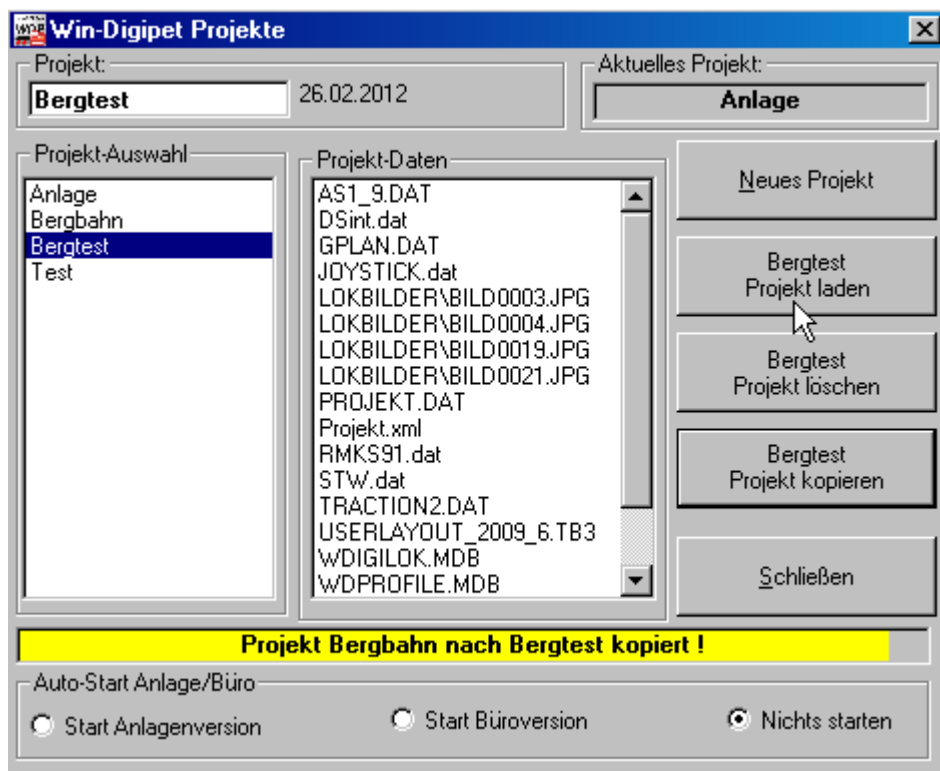 Win-Digipet Projekte
Projekt:
Bergtest
26.02.2012
Aktuelles Projekt:
Anlage
Projekt-Auswahl
Anlage
Bergbahn
Bergtest
Test
Projekt-Daten
AS1_9.DAT
DSint.dat
GPLAN.DAT
JOYSTICK.dat
LOKBILDER\BILD0003.JPG
LOKBILDER\BILD0004.JPG
LOKBILDER\BILD0019.JPG
LOKBILDER\BILD0021.JPG
PROJEKT.DAT
Projekt.xml
RMKS91.dat
STW.dat
TRACTION2.DAT
USERLAYOUT_2009_6.TB3
WDIGILOK.MDB
WDPROFILE.MDB
Neues Projekt
Bergtest
Projekt laden
Bergtest
Projekt löschen
Bergtest
Projekt kopieren
Schließen
Projekt Bergbahn nach Bergtest kopiert !
Auto-Start Anlage/Büro
Start Anlagenversion
Start Büroversion
Nichts starten